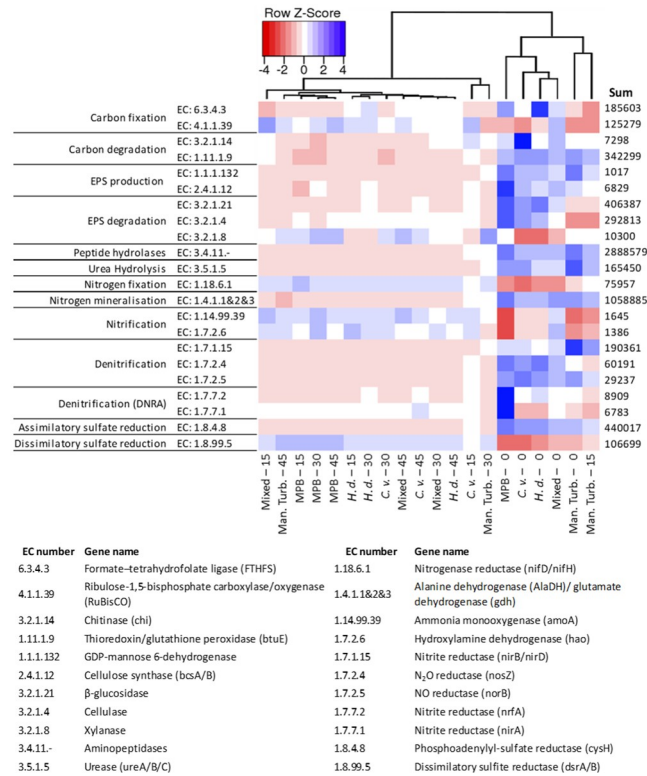 Row Z-Score
-4 -2 0 2 4
Sum
Carbon fixation
EC: 6.3.4.3 185603
EC: 4.1.1.39 125279
Carbon degradation
EC: 3.2.1.14 7298
EC: 1.11.1.9 342299
EPS production
EC: 1.1.1.132 1017
EC: 2.4.1.12 6829
EPS degradation
EC: 3.2.1.21 406387
EC: 3.2.1.4 292813
EC: 3.2.1.8 10300
Peptide hydrolases EC: 3.4.11.- 2888579
Urea Hydrolysis EC: 3.5.1.5 165450
Nitrogen fixation EC: 1.18.6.1 75957
Nitrogen mineralisation EC: 1.4.1.1&2&3 1058885
Nitrification
EC: 1.14.99.39 1645
EC: 1.7.2.6 1386
Denitrification
EC: 1.7.1.15 190361
EC: 1.7.2.4 60191
EC: 1.7.2.5 29237
Denitrification (DNRA)
EC: 1.7.7.2 8909
EC: 1.7.7.1 6783
Assimilatory sulfate reduction EC: 1.8.4.8 440017
Dissimilatory sulfate reduction EC: 1.8.99.5 106699
Mixed – 15
Man. Turb. – 45
MPB – 15
MPB – 30
MPB – 45
H. d. – 15
H. d. – 30
C. v. – 30
Mixed – 45
C. v. – 45
Mixed – 30
H. d. – 45
C. v. – 15
Man. Turb. – 30
MPB – 0
C. v. – 0
H. d. – 0
Mixed – 0
Man. Turb. – 0
Man. Turb. – 15
EC number Gene name EC number Gene name
6.3.4.3 Formate–tetrahydrofolate ligase (FTHFS) 1.18.6.1 Nitrogenase reductase (nifD/nifH)
4.1.1.39 Ribulose-1,5-bisphosphate carboxylase/oxygenase (RuBisCO) 1.4.1.1&2&3 Alanine dehydrogenase (AlaDH)/ glutamate dehydrogenase (gdh)
3.2.1.14 Chitinase (chi) 1.14.99.39 Ammonia monooxygenase (amoA)
1.11.1.9 Thioredoxin/glutathione peroxidase (btuE) 1.7.2.6 Hydroxylamine dehydrogenase (hao)
1.1.1.132 GDP-mannose 6-dehydrogenase 1.7.1.15 Nitrite reductase (nirB/nirD)
2.4.1.12 Cellulose synthase (bcsA/B) 1.7.2.4 N₂O reductase (nosZ)
3.2.1.21 β-glucosidase 1.7.2.5 NO reductase (norB)
3.2.1.4 Cellulase 1.7.7.2 Nitrite reductase (nrfA)
3.2.1.8 Xylanase 1.7.7.1 Nitrite reductase (nirA)
3.4.11.- Aminopeptidases 1.8.4.8 Phosphoadenylyl-sulfate reductase (cysH)
3.5.1.5 Urease (ureA/B/C) 1.8.99.5 Dissimilatory sulfite reductase (dsrA/B)